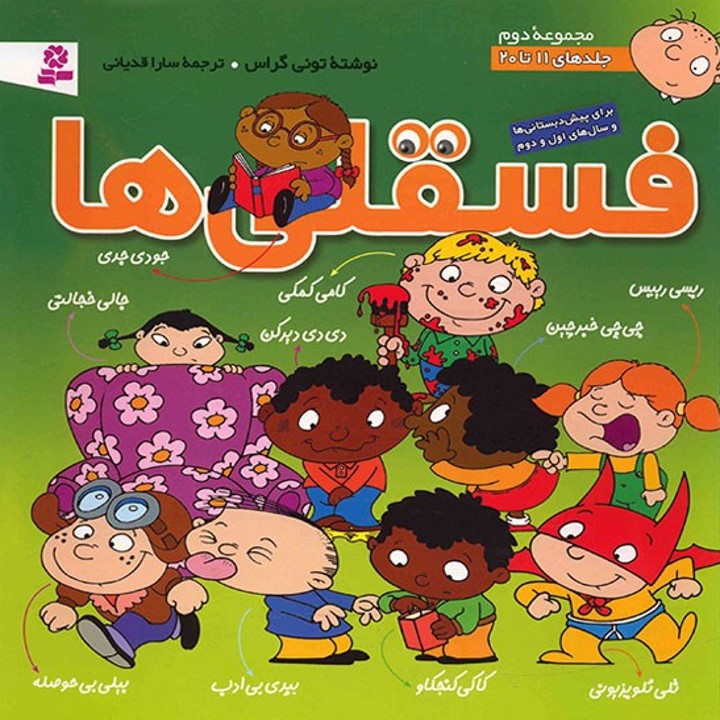 مجموعهٔ دوم
جلدهای ۱۱ تا ۲۰
نوشتهٔ تونی گراس • ترجمهٔ سارا قدیانی
برای پیش‌دبستانی‌ها
و سال‌های اول و دوم
فسقلی‌ها
جودی جدی
کامی کمکی
ریسی رییس
جالی خجالتی
دی دی دیرکن
چی چی خبرچین
پپلی بی حوصله
بیدی بی ادب
کاکی کنجکاو
تلی تلویزیونی